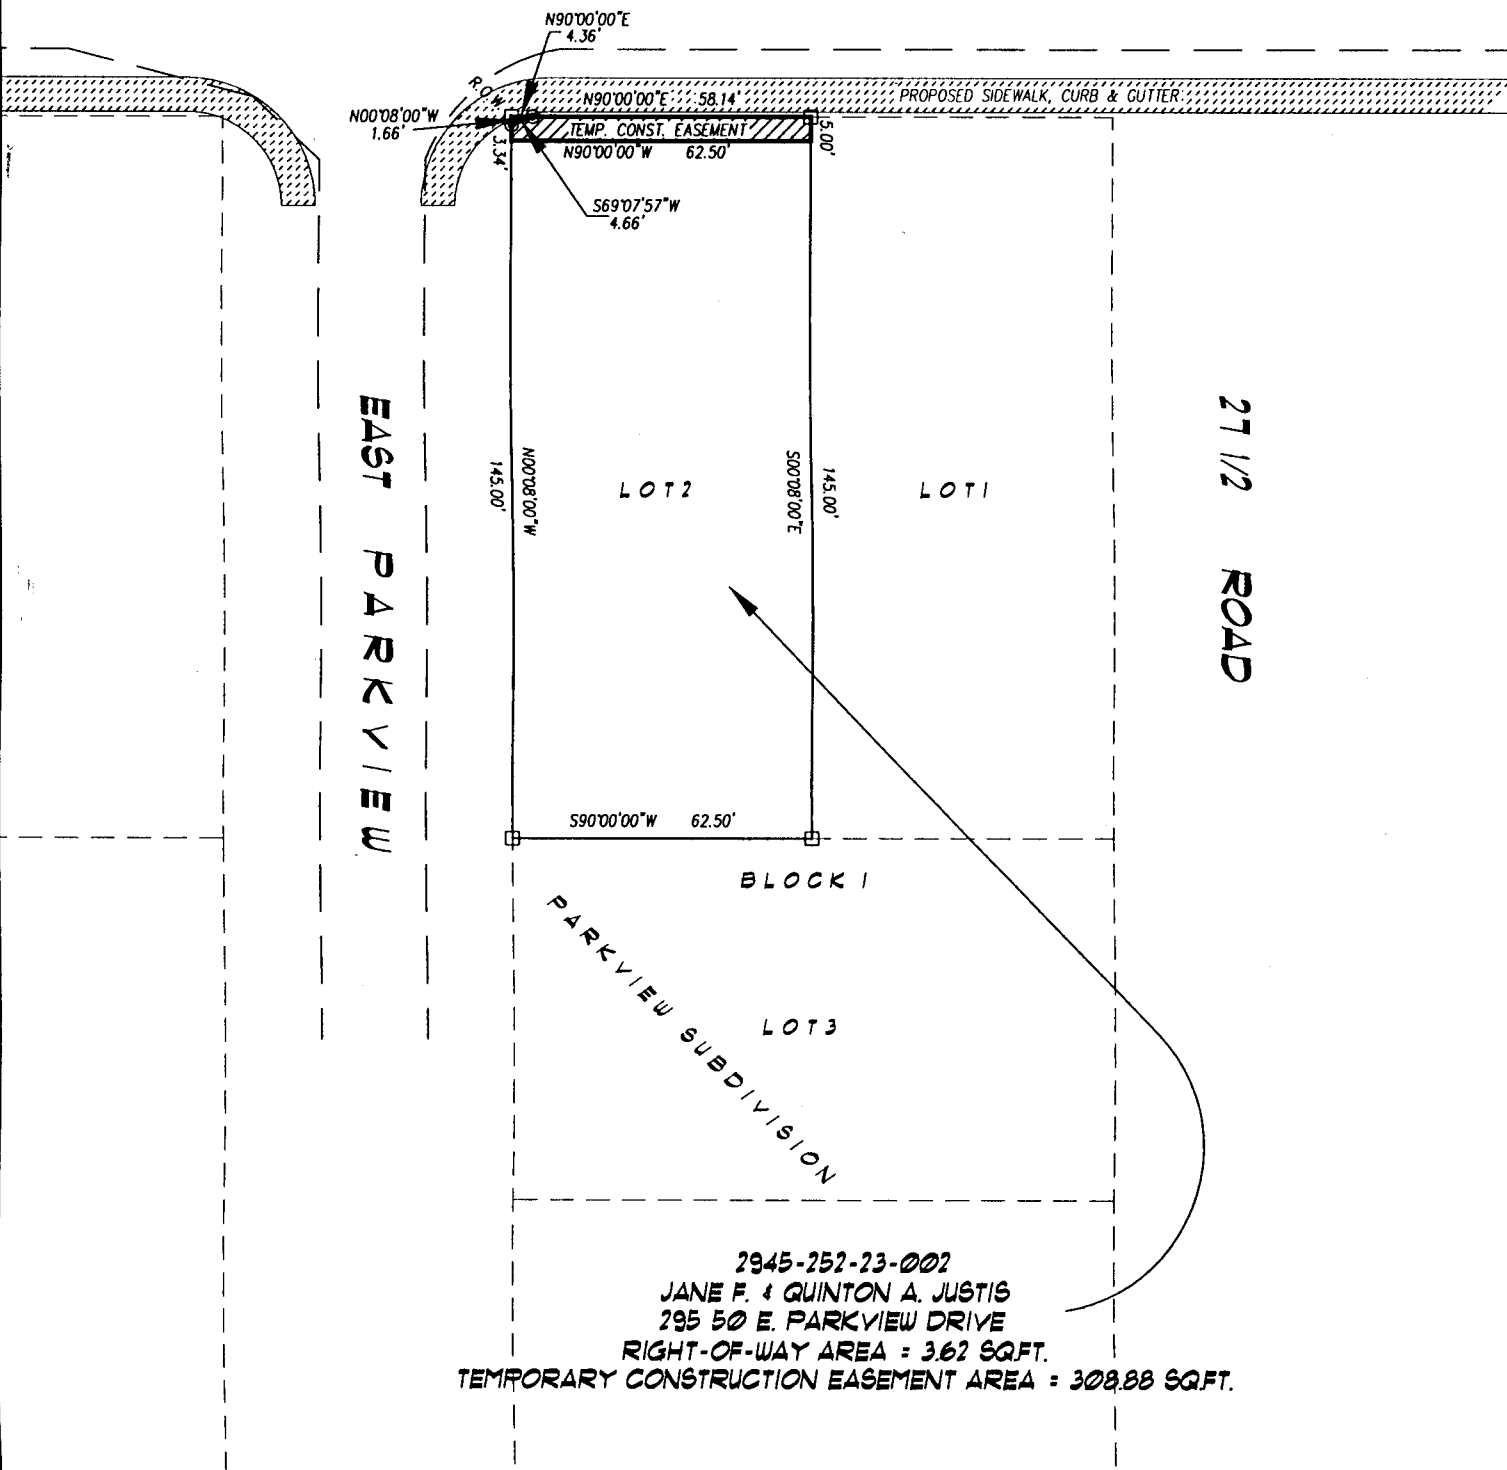 N90°00'00"E
4.36'
R.O.W.
N90°00'00"E 58.14'
PROPOSED SIDEWALK, CURB & GUTTER
N00°08'00"W
1.66'
TEMP. CONST. EASEMENT
5.00'
3.34'
N90°00'00"W 62.50'
S69°07'57"W
4.66'
EAST PARKVIEW
27 1/2 ROAD
N00°08'00"W
145.00'
LOT 2
S00°08'00"E
145.00'
LOT 1
S90°00'00"W 62.50'
BLOCK 1
PARKVIEW SUBDIVISION
LOT 3
2945-252-23-002
JANE F. & QUINTON A. JUSTIS
295 50 E. PARKVIEW DRIVE
RIGHT-OF-WAY AREA = 3.62 SQ.FT.
TEMPORARY CONSTRUCTION EASEMENT AREA = 308.88 SQ.FT.